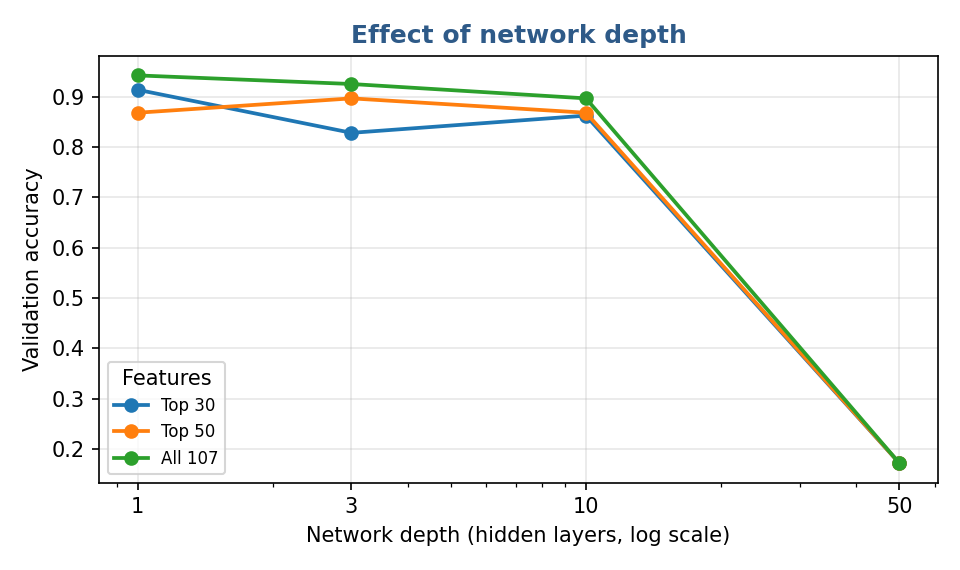 Effect of network depth
Validation accuracy
0.9
0.8
0.7
0.6
0.5
0.4
0.3
0.2
Features
Top 30
Top 50
All 107
1 3 10 50
Network depth (hidden layers, log scale)